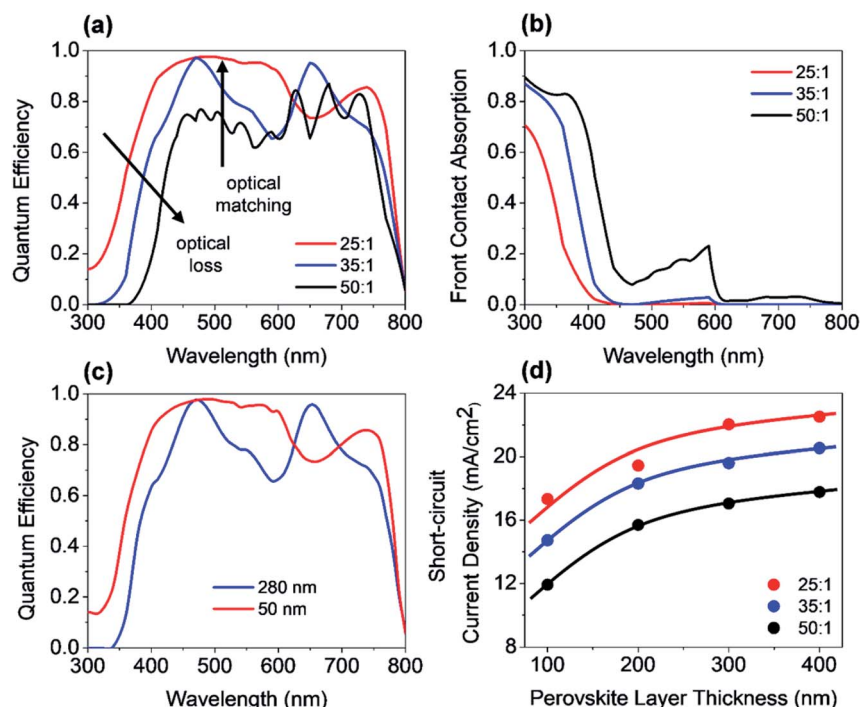 (a)
Quantum Efficiency
1.0
0.8
0.6
0.4
0.2
0.0
optical
matching
optical
loss
25:1
35:1
50:1
300 400 500 600 700 800
Wavelength (nm)
(b)
Front Contact Absorption
1.0
0.8
0.6
0.4
0.2
0.0
25:1
35:1
50:1
300 400 500 600 700 800
Wavelength (nm)
(c)
Quantum Efficiency
1.0
0.8
0.6
0.4
0.2
0.0
280 nm
50 nm
300 400 500 600 700 800
Wavelength (nm)
(d)
Short-circuit
Current Density (mA/cm²)
24
20
16
12
8
25:1
35:1
50:1
100 200 300 400
Perovskite Layer Thickness (nm)